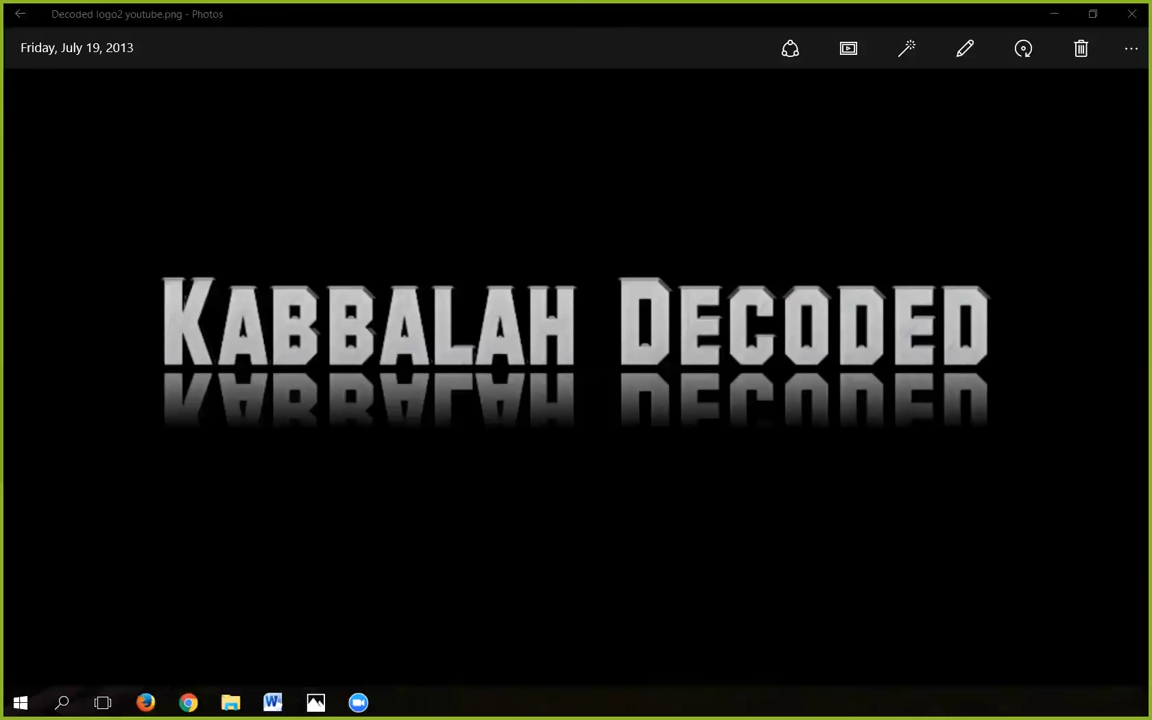 Decoded logo2 youtube.png - Photos
Friday, July 19, 2013
KABBALAH DECODED